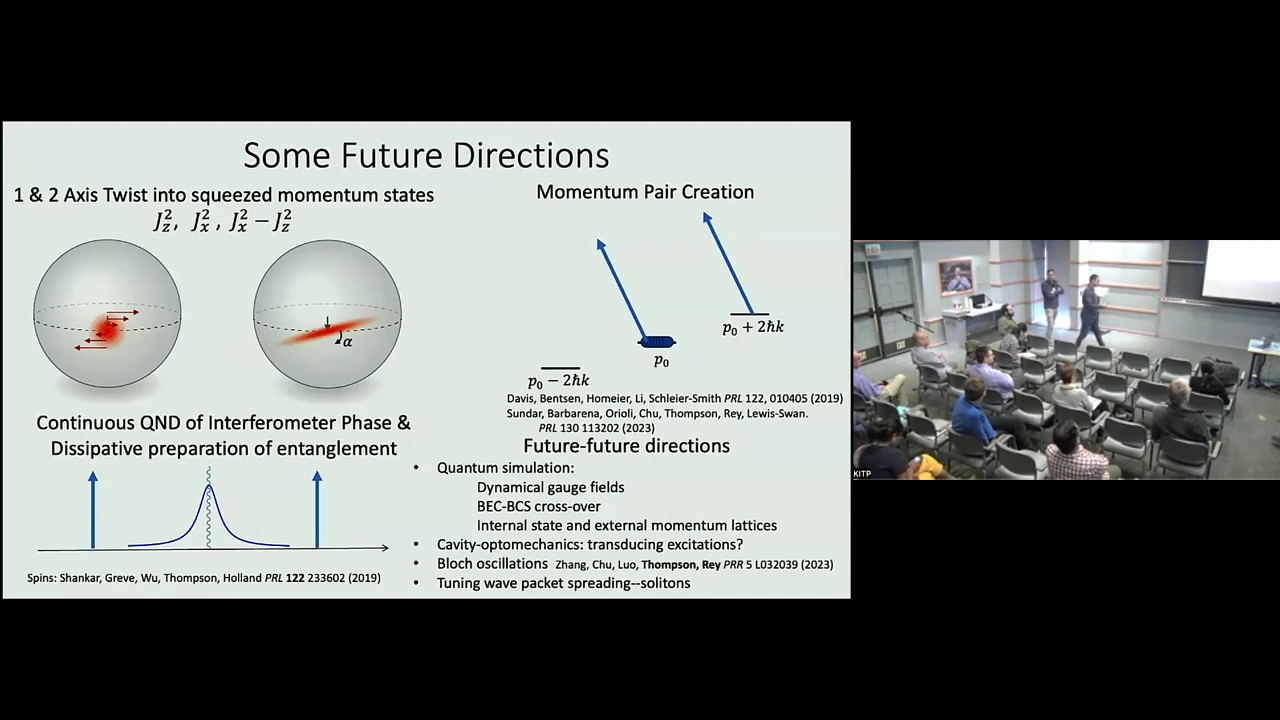 Some Future Directions
1 & 2 Axis Twist into squeezed momentum states
J_z^2, J_x^2, J_x^2 − J_z^2
α
Continuous QND of Interferometer Phase &
Dissipative preparation of entanglement
Spins: Shankar, Greve, Wu, Thompson, Holland PRL 122 233602 (2019)
Momentum Pair Creation
p_0 + 2ħk
p_0
p_0 − 2ħk
Davis, Bentsen, Homeier, Li, Schleier-Smith PRL 122, 010405 (2019)
Sundar, Barbarena, Orioli, Chu, Thompson, Rey, Lewis-Swan.
PRL 130 113202 (2023)
Future-future directions
• Quantum simulation:
Dynamical gauge fields
BEC-BCS cross-over
Internal state and external momentum lattices
• Cavity-optomechanics: transducing excitations?
• Bloch oscillations Zhang, Chu, Luo, Thompson, Rey PRR 5 L032039 (2023)
• Tuning wave packet spreading--solitons
KITP